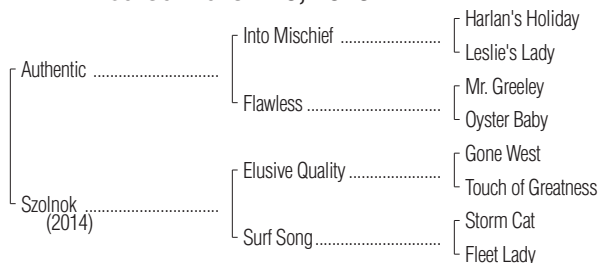 Harlan's Holiday
Into Mischief
Leslie's Lady
Authentic
Mr. Greeley
Flawless
Oyster Baby
Gone West
Elusive Quality
Touch of Greatness
Szolnok
(2014)
Storm Cat
Surf Song
Fleet Lady